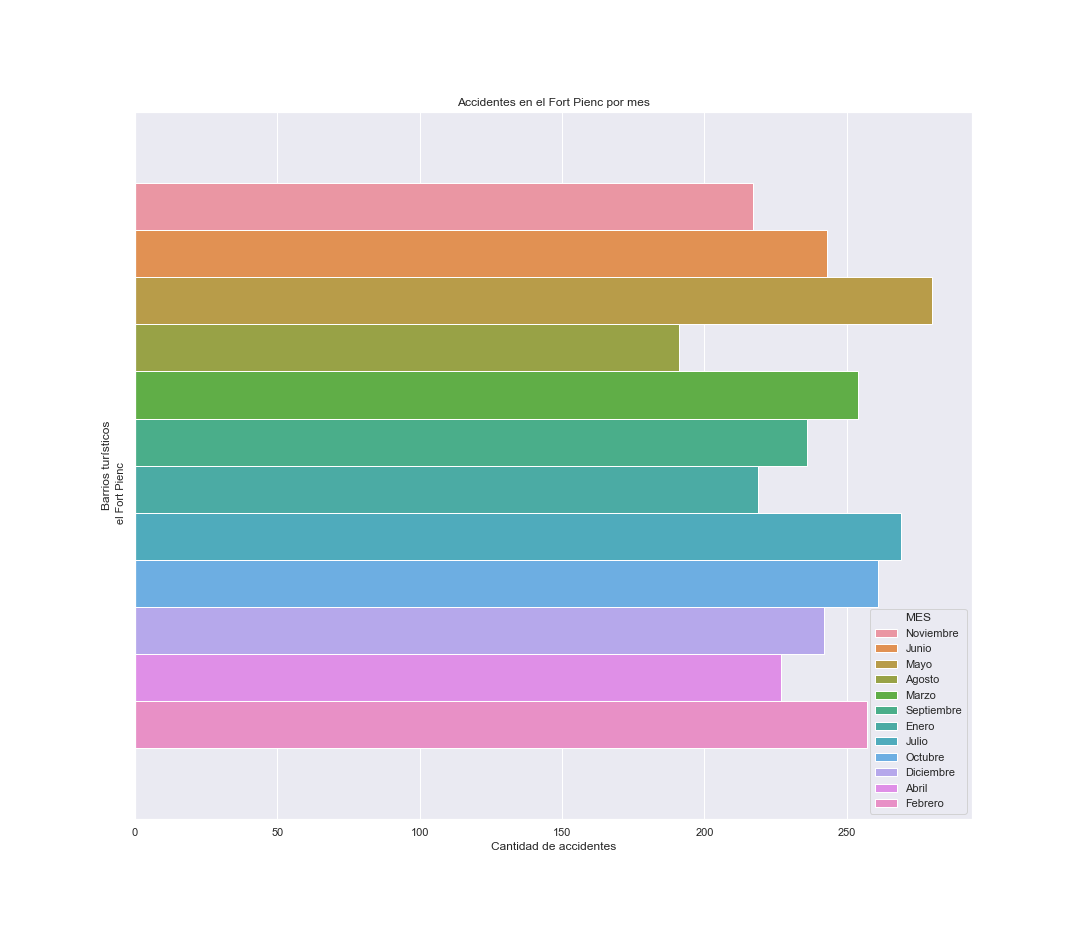 Accidentes en el Fort Pienc por mes
Barrios turísticos
el Fort Pienc
MES
Noviembre
Junio
Mayo
Agosto
Marzo
Septiembre
Enero
Julio
Octubre
Diciembre
Abril
Febrero
0 50 100 150 200 250
Cantidad de accidentes